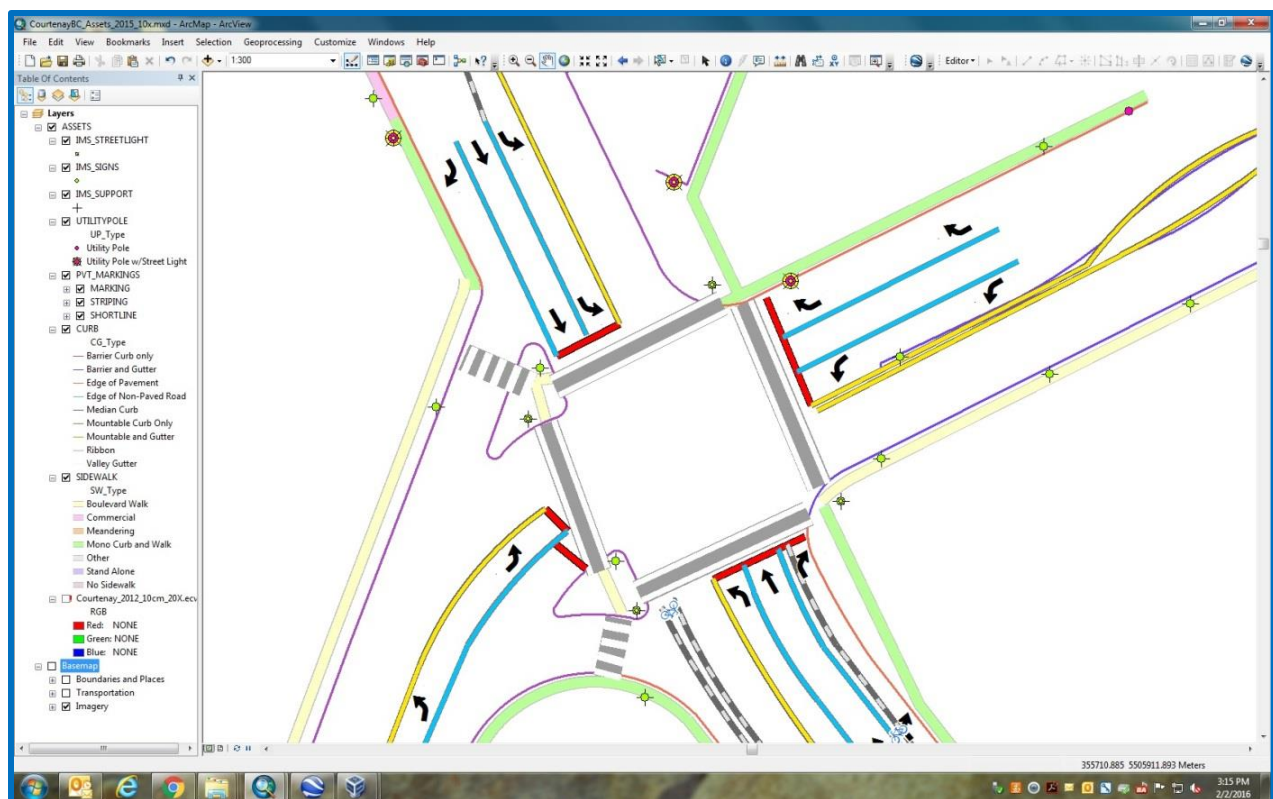 CourtenayBC_Assets_2015_10x.mxd - ArcMap - ArcView
File Edit View Bookmarks Insert Selection Geoprocessing Customize Windows Help
1:300
Editor
Table Of Contents
Layers
ASSETS
IMS_STREETLIGHT
IMS_SIGNS
IMS_SUPPORT
UTILITYPOLE
UP_Type
Utility Pole
Utility Pole w/Street Light
PVT_MARKINGS
MARKING
STRIPING
SHORTLINE
CURB
CG_Type
Barrier Curb only
Barrier and Gutter
Edge of Pavement
Edge of Non-Paved Road
Median Curb
Mountable Curb Only
Mountable and Gutter
Ribbon
Valley Gutter
SIDEWALK
SW_Type
Boulevard Walk
Commercial
Meandering
Mono Curb and Walk
Other
Stand Alone
No Sidewalk
Courtenay_2012_10cm_20X.ecw
RGB
Red: NONE
Green: NONE
Blue: NONE
Basemap
Boundaries and Places
Transportation
Imagery
355710.885 5505911.893 Meters
3:15 PM
2/2/2016